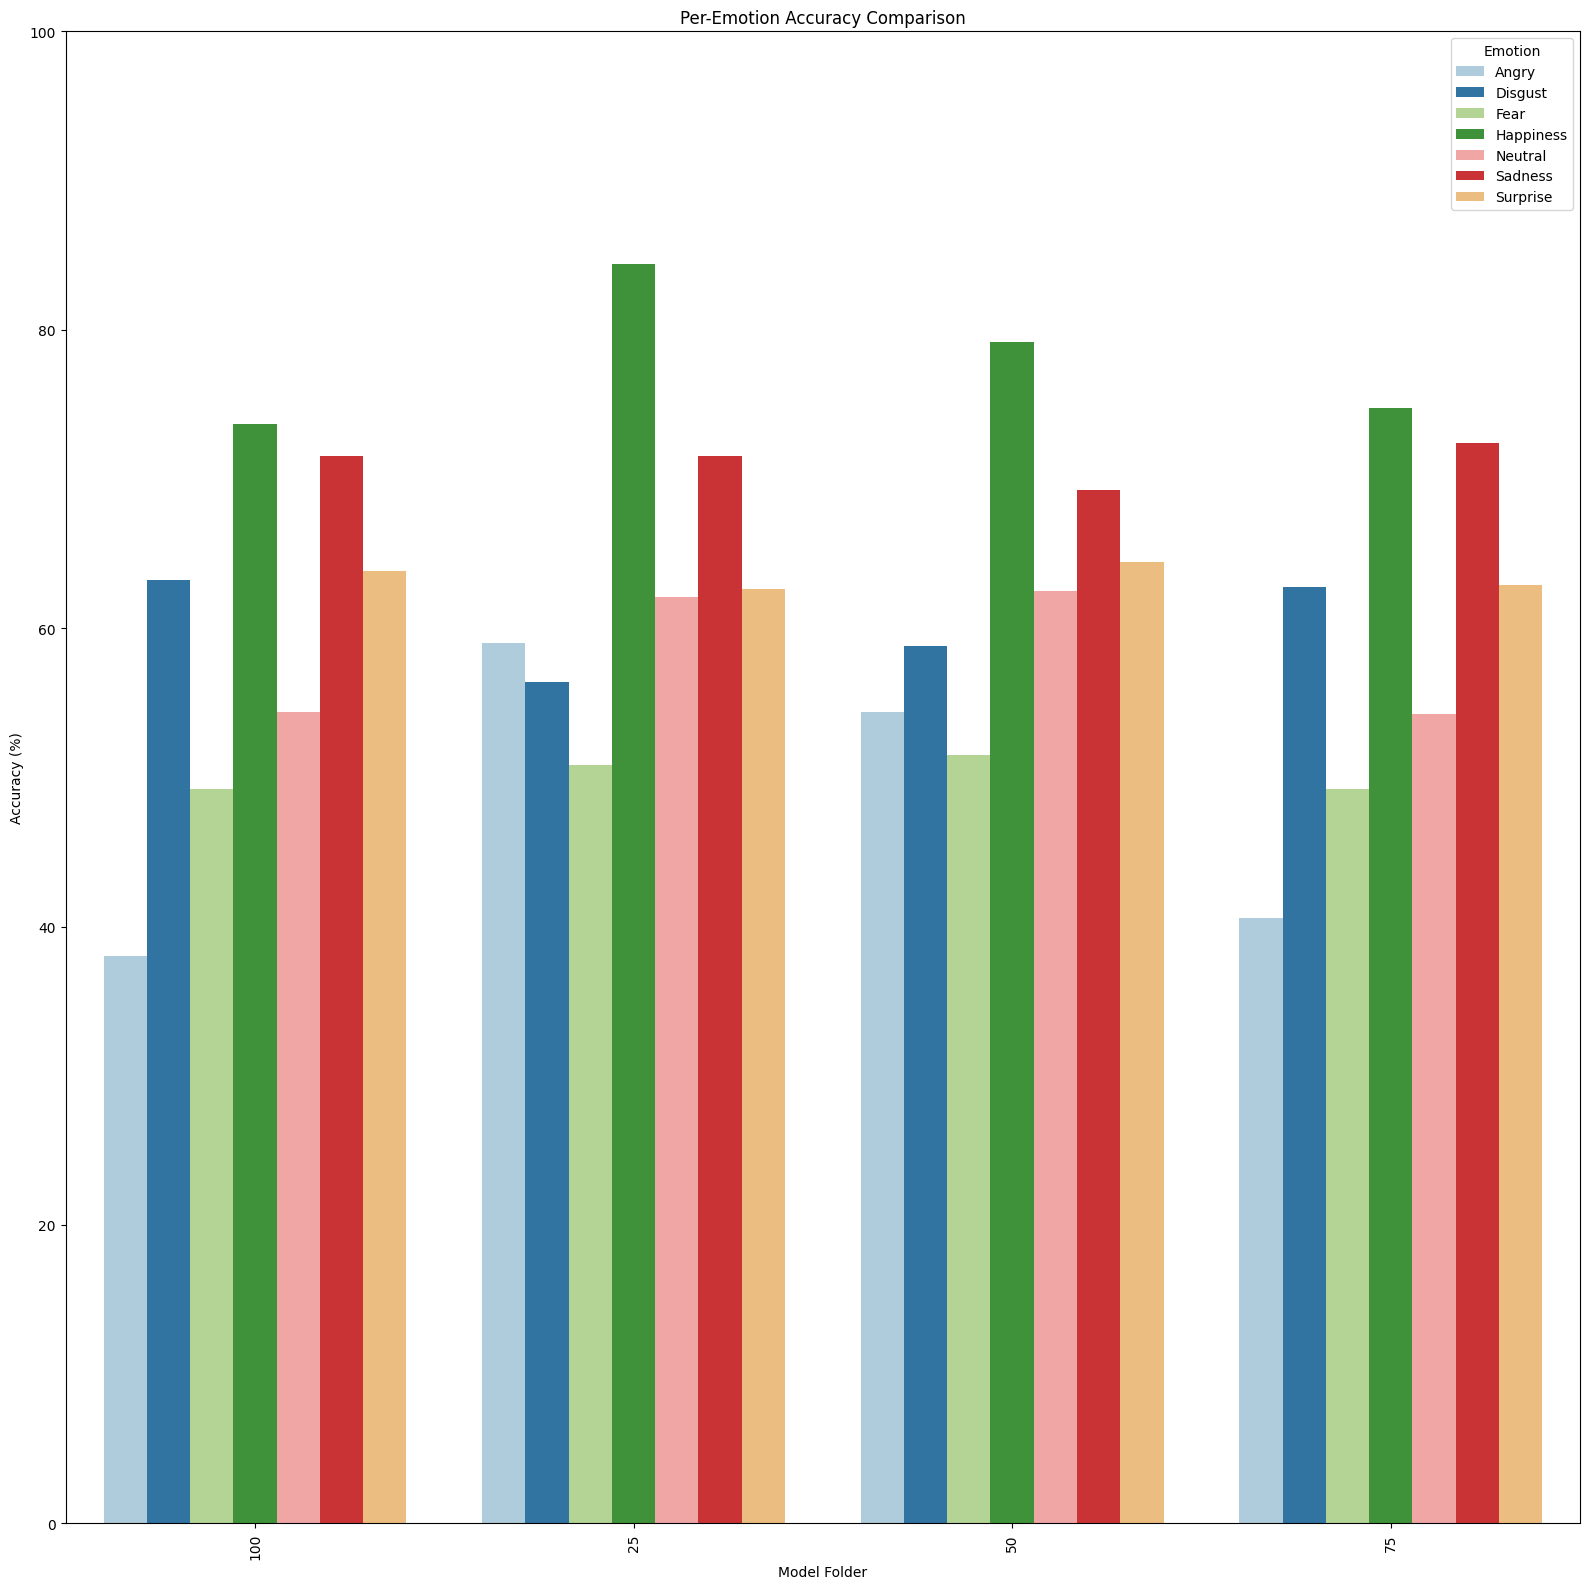 Per-Emotion Accuracy Comparison
Emotion
Angry
Disgust
Fear
Happiness
Neutral
Sadness
Surprise
100
80
60
40
20
0
Accuracy (%)
100
25
50
75
Model Folder